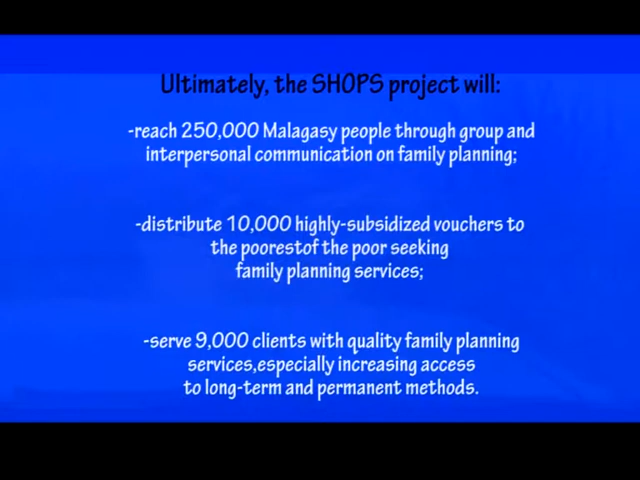 Ultimately, the SHOPS project will:
-reach 250,000 Malagasy people through group and
interpersonal communication on family planning;
-distribute 10,000 highly-subsidized vouchers to
the poorestof the poor seeking
family planning services;
-serve 9,000 clients with quality family planning
services,especially increasing access
to long-term and permanent methods.